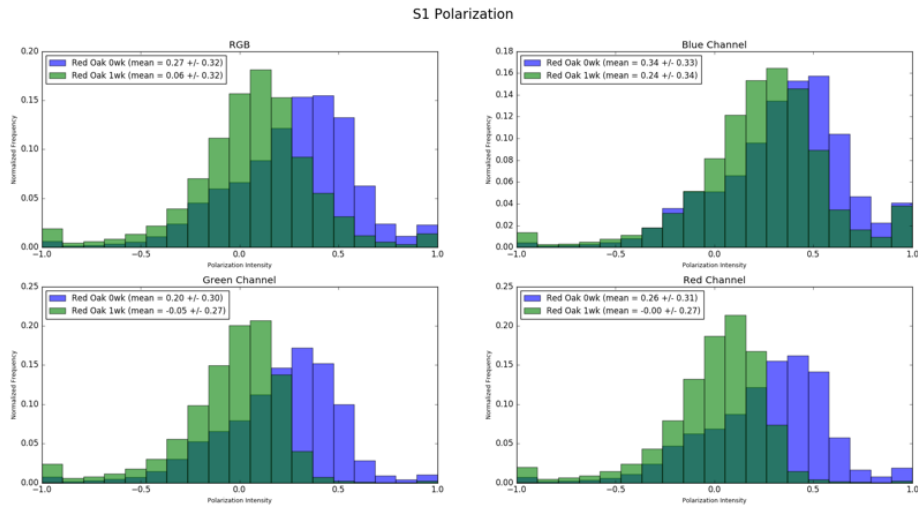 S1 Polarization
RGB
Red Oak 0wk (mean = 0.27 +/- 0.32)
Red Oak 1wk (mean = 0.06 +/- 0.32)
0.20
0.15
0.10
0.05
0.00
Normalized Frequency
−1.0 −0.5 0.0 0.5 1.0
Polarization Intensity
Blue Channel
Red Oak 0wk (mean = 0.34 +/- 0.33)
Red Oak 1wk (mean = 0.24 +/- 0.34)
0.18
0.16
0.14
0.12
0.10
0.08
0.06
0.04
0.02
0.00
Normalized Frequency
−1.0 −0.5 0.0 0.5 1.0
Polarization Intensity
Green Channel
Red Oak 0wk (mean = 0.20 +/- 0.30)
Red Oak 1wk (mean = -0.05 +/- 0.27)
0.25
0.20
0.15
0.10
0.05
0.00
Normalized Frequency
−1.0 −0.5 0.0 0.5 1.0
Polarization Intensity
Red Channel
Red Oak 0wk (mean = 0.26 +/- 0.31)
Red Oak 1wk (mean = -0.00 +/- 0.27)
0.25
0.20
0.15
0.10
0.05
0.00
Normalized Frequency
−1.0 −0.5 0.0 0.5 1.0
Polarization Intensity